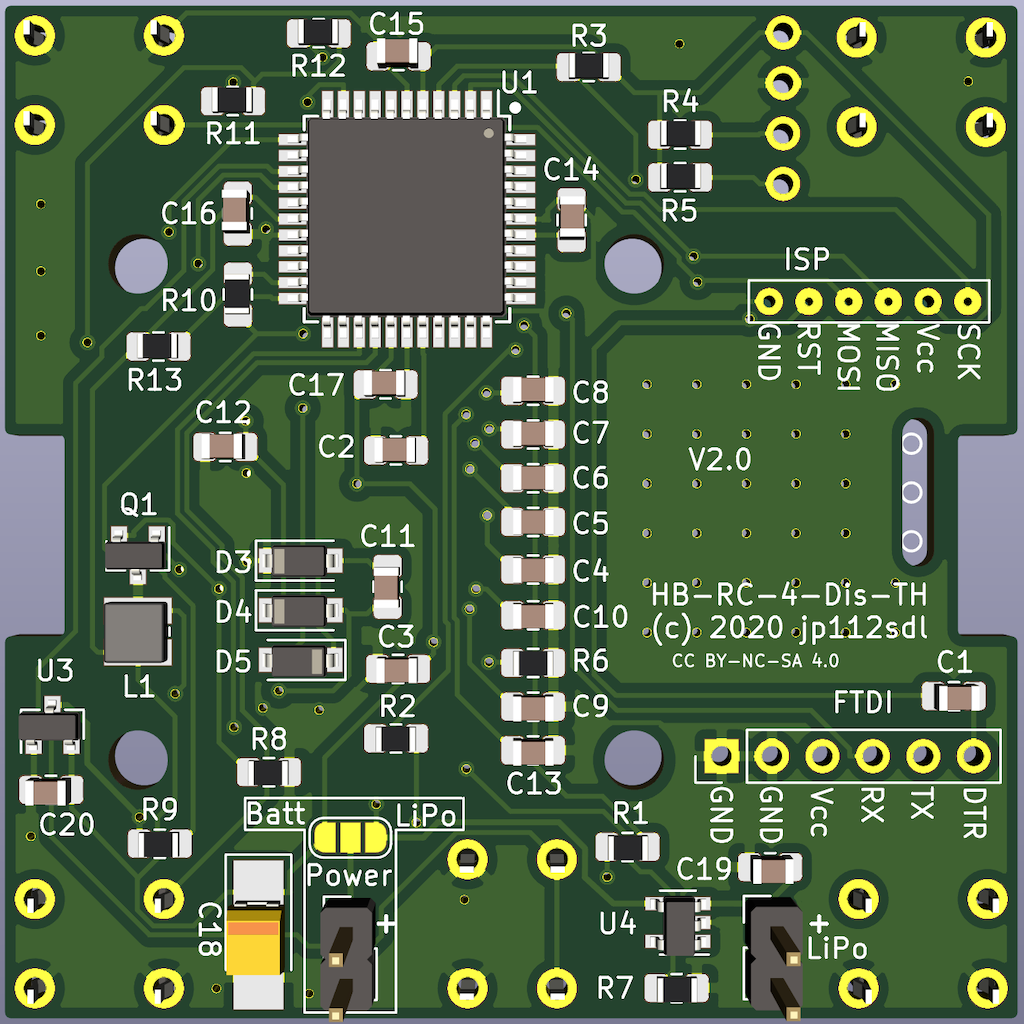 C15
R3
R12
U1
R4
R11
C14
C16
R5
ISP
R10
GND
RST
MOSI
MISO
Vcc
SCK
R13
C17
C8
C12
C7
C2
V2.0
C6
Q1
C5
C11
D3
C4
HB-RC-4-Dis-TH
D4
C10
(c) 2020 jp112sdl
C3
D5
R6
CC BY-NC-SA 4.0
U3
L1
C1
R2
C9
FTDI
R8
C13
GND
GND
Vcc
RX
TX
DTR
R9
Batt
LiPo
R1
C20
Power
C19
C18
+
U4
+
LiPo
R7